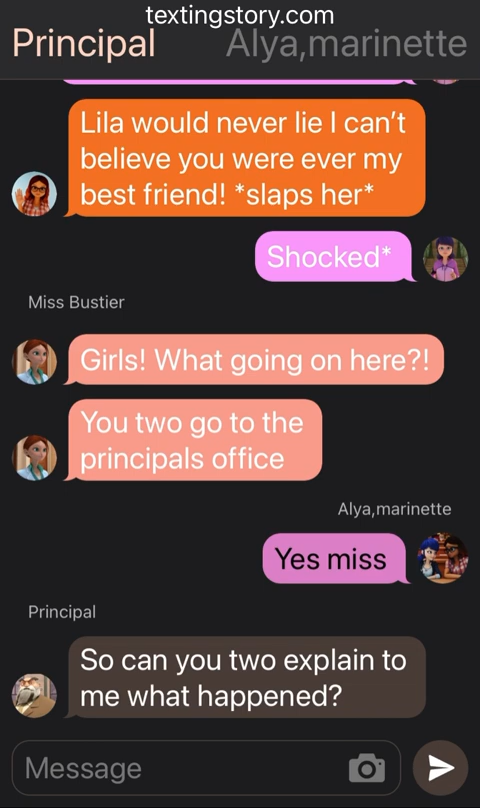 textingstory.com
Principal
Alya,marinette
Lila would never lie I can’t
believe you were ever my
best friend! *slaps her*
Shocked*
Miss Bustier
Girls! What going on here?!
You two go to the
principals office
Alya,marinette
Yes miss
Principal
So can you two explain to
me what happened?
Message